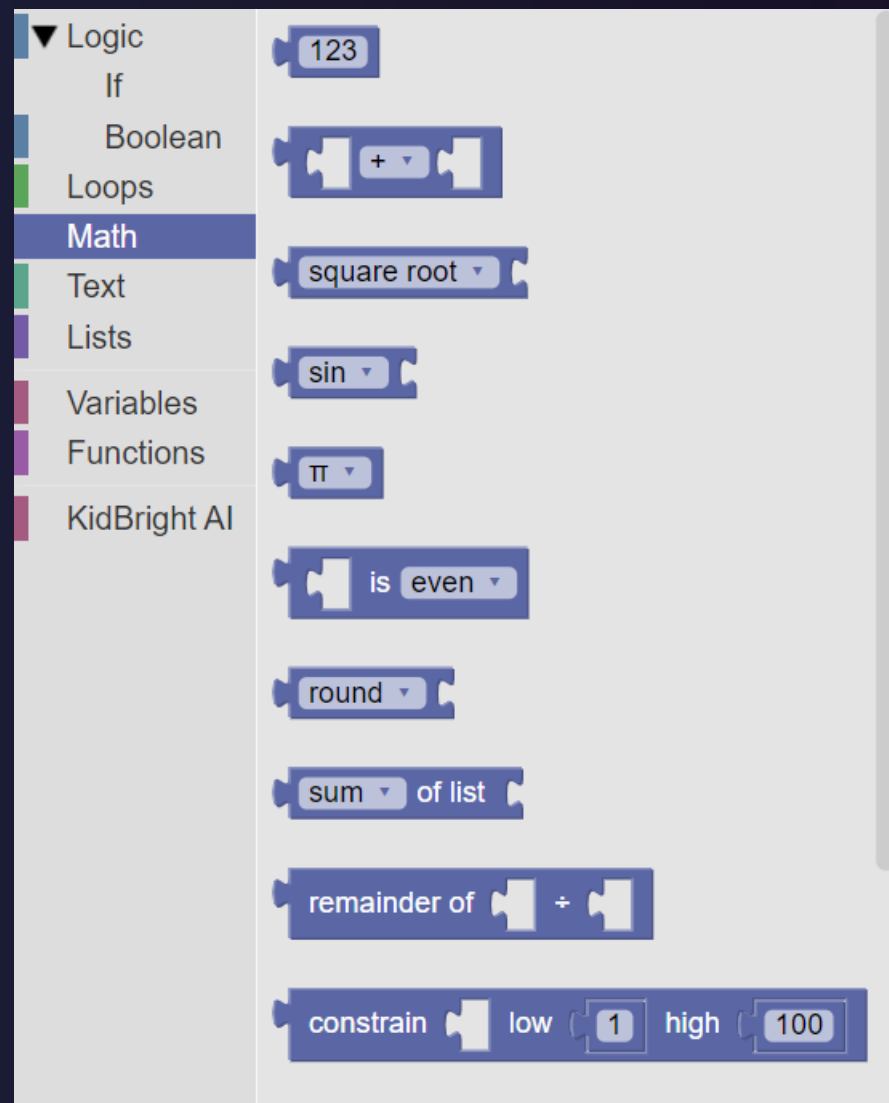 Logic
If
Boolean
Loops
Math
Text
Lists
Variables
Functions
KidBright AI
123
+
square root
sin
π
is even
round
sum of list
remainder of ÷
constrain low 1 high 100